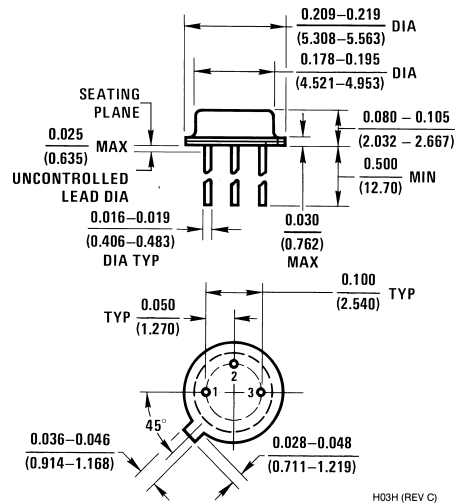 0.209–0.219 DIA
(5.308–5.563)
0.178–0.195 DIA
(4.521–4.953)
SEATING
PLANE
0.025 MAX
(0.635)
UNCONTROLLED
LEAD DIA
0.080 - 0.105
(2.032 – 2.667)
0.500 MIN
(12.70)
0.016–0.019
(0.406–0.483)
DIA TYP
0.030
(0.762)
MAX
0.100 TYP
(2.540)
TYP 0.050
(1.270)
2
1
3
45°
0.036–0.046
(0.914–1.168)
0.028–0.048
(0.711–1.219)
H03H (REV C)